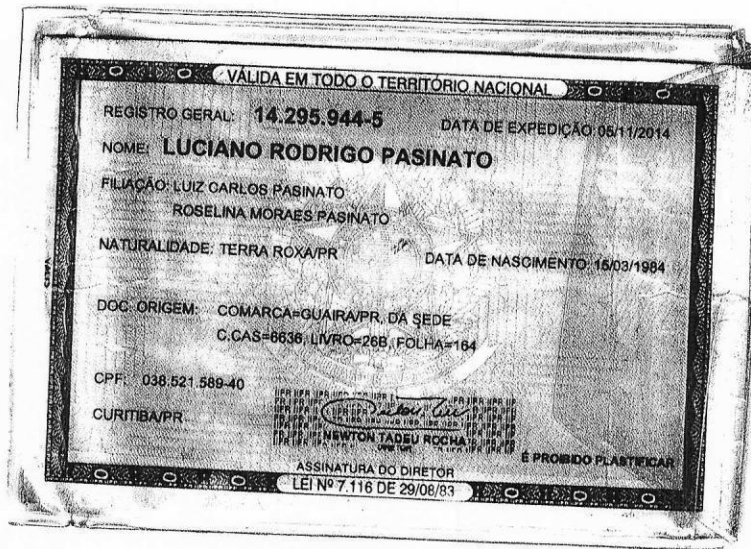 VÁLIDA EM TODO O TERRITÓRIO NACIONAL
REGISTRO GERAL: 14.295.944-5 DATA DE EXPEDIÇÃO: 05/11/2014
NOME: LUCIANO RODRIGO PASINATO
FILIAÇÃO: LUIZ CARLOS PASINATO
ROSELINA MORAES PASINATO
NATURALIDADE: TERRA ROXA/PR DATA DE NASCIMENTO: 15/03/1984
DOC. ORIGEM: COMARCA=GUAIRA/PR, DA SEDE
C.CAS=6636, LIVRO=26B, FOLHA=164
CPF: 038.521.589-40
CURITIBA/PR
NEWTON TADEU ROCHA
DIRETOR
É PROIBIDO PLASTIFICAR
ASSINATURA DO DIRETOR
LEI Nº 7.116 DE 29/08/83